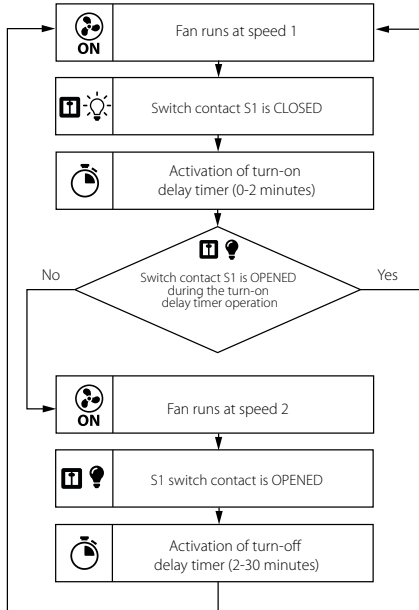 ON
Fan runs at speed 1
Switch contact S1 is CLOSED
Activation of turn-on
delay timer (0-2 minutes)
No
Switch contact S1 is OPENED
during the turn-on
delay timer operation
Yes
ON
Fan runs at speed 2
S1 switch contact is OPENED
Activation of turn-off
delay timer (2-30 minutes)